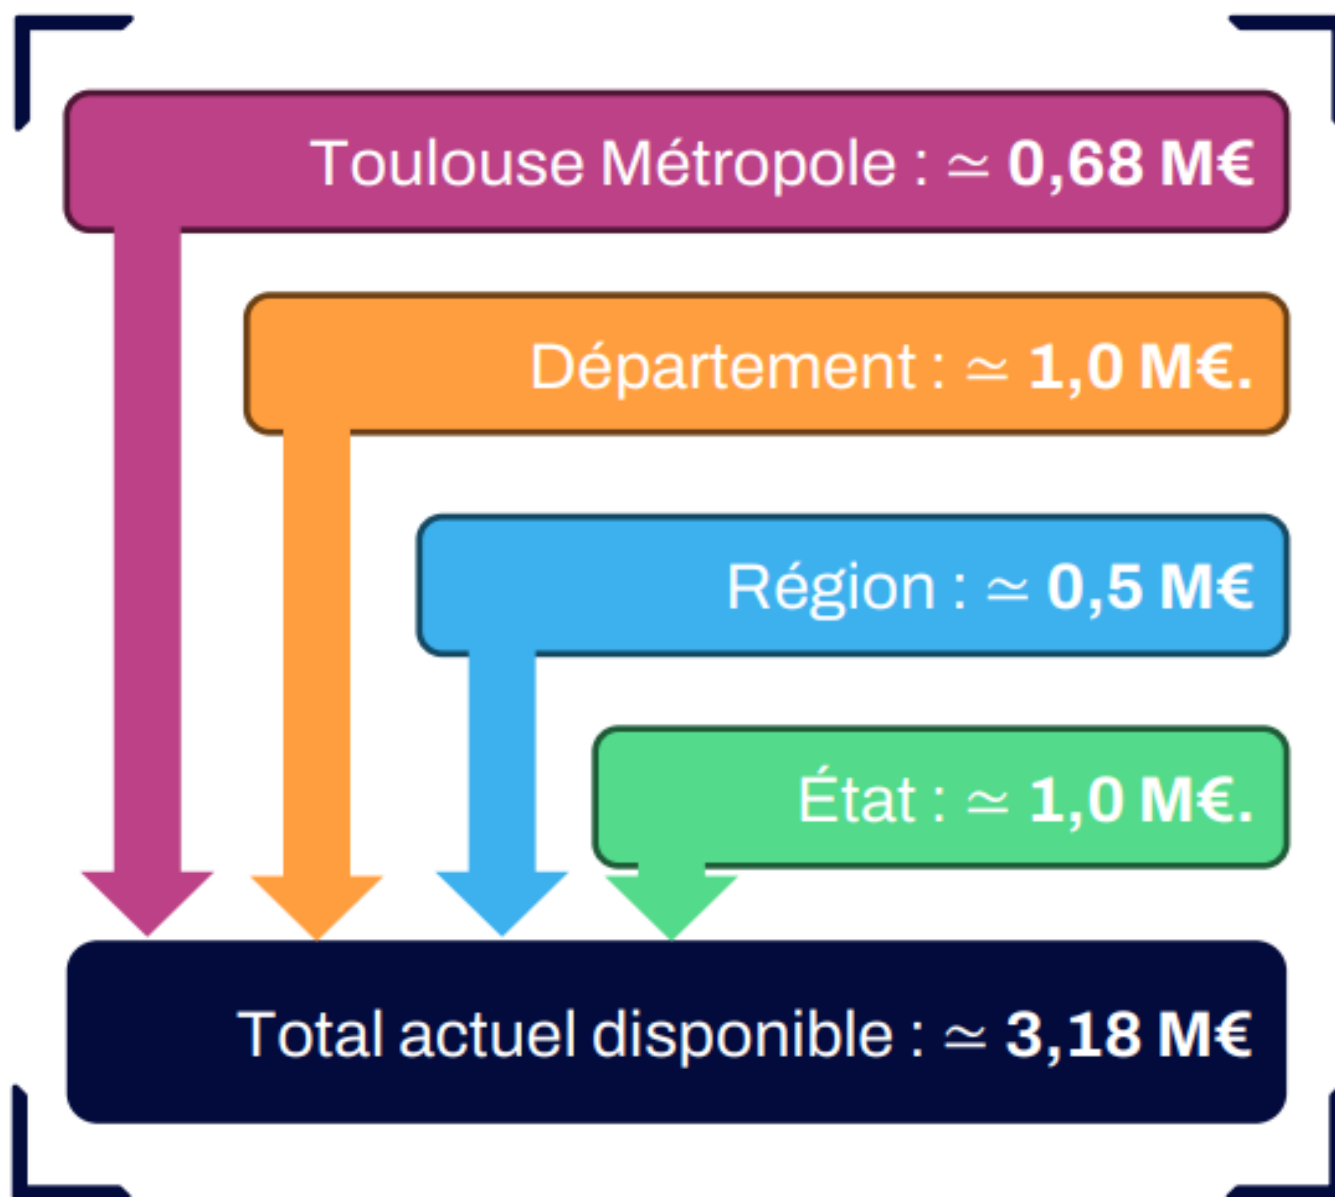 Toulouse Métropole : ≃ 0,68 M€
Département : ≃ 1,0 M€.
Région : ≃ 0,5 M€
État : ≃ 1,0 M€.
Total actuel disponible : ≃ 3,18 M€